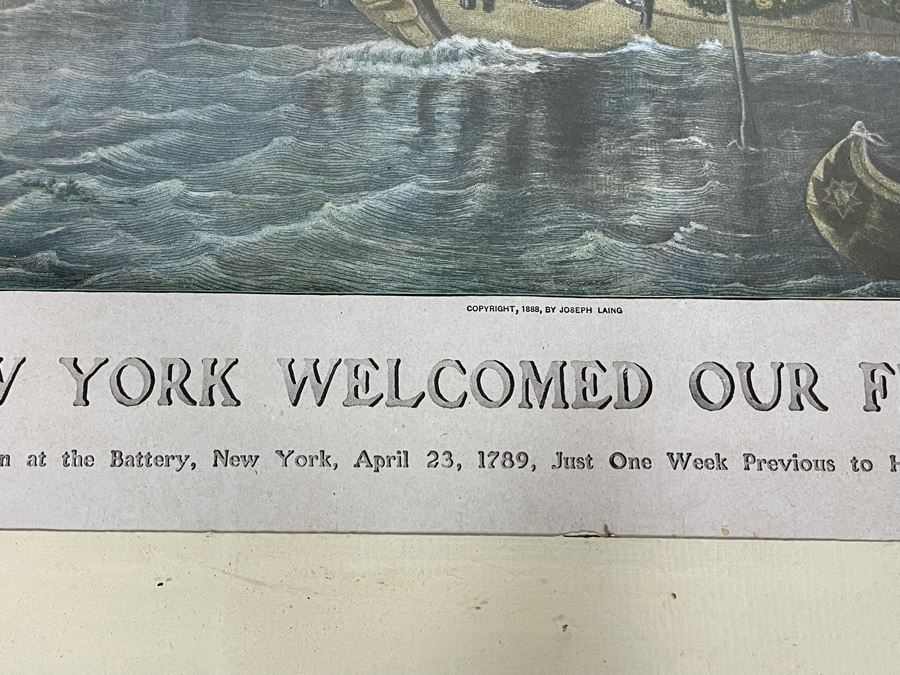 COPYRIGHT, 1888, BY JOSEPH LAING
YORK WELCOMED OUR
at the Battery, New York, April 23, 1789, Just One Week Previous to